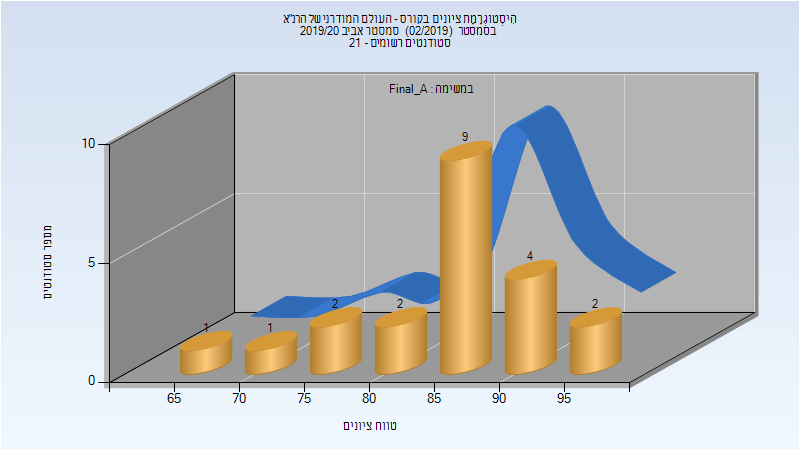 היסטוגרמת ציונים בקורס - העולם המודרני של חרנ"א
בסמסטר (02/2019) סמסטר אביב 2019/20
סטודנטים רשומים - 21
במשימה : Final_A
10
5
0
מספר סטודנטים
1
1
2
2
9
4
2
65
70
75
80
85
90
95
טווח ציונים